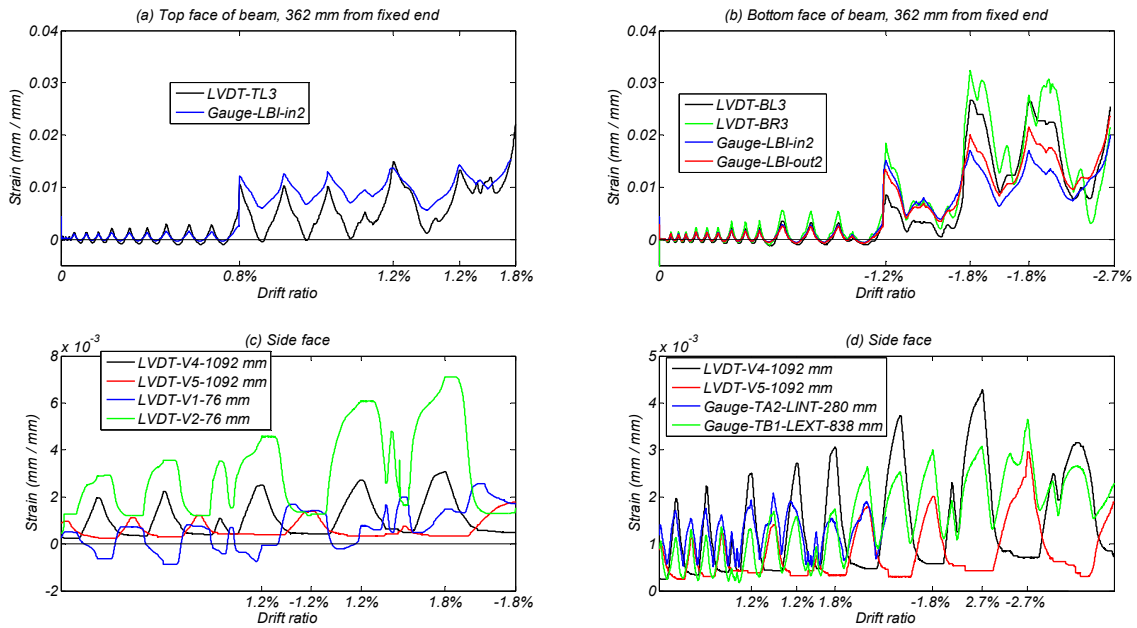 (a) Top face of beam, 362 mm from fixed end
0.04
0.03
0.02
0.01
0
Strain (mm / mm)
LVDT-TL3
Gauge-LBI-in2
0
0.8%
1.2%
1.2%
1.8%
Drift ratio
(b) Bottom face of beam, 362 mm from fixed end
0.04
0.03
0.02
0.01
0
Strain (mm / mm)
LVDT-BL3
LVDT-BR3
Gauge-LBI-in2
Gauge-LBI-out2
0
-1.2%
-1.8%
-1.8%
-2.7%
Drift ratio
(c) Side face
x 10-3
8
6
4
2
0
-2
Strain (mm / mm)
LVDT-V4-1092 mm
LVDT-V5-1092 mm
LVDT-V1-76 mm
LVDT-V2-76 mm
1.2%
-1.2%
1.2%
1.8%
-1.8%
Drift ratio
(d) Side face
x 10-3
5
4
3
2
1
0
Strain (mm / mm)
LVDT-V4-1092 mm
LVDT-V5-1092 mm
Gauge-TA2-LINT-280 mm
Gauge-TB1-LEXT-838 mm
1.2%
1.2%
1.8%
-1.8%
2.7%
-2.7%
Drift ratio